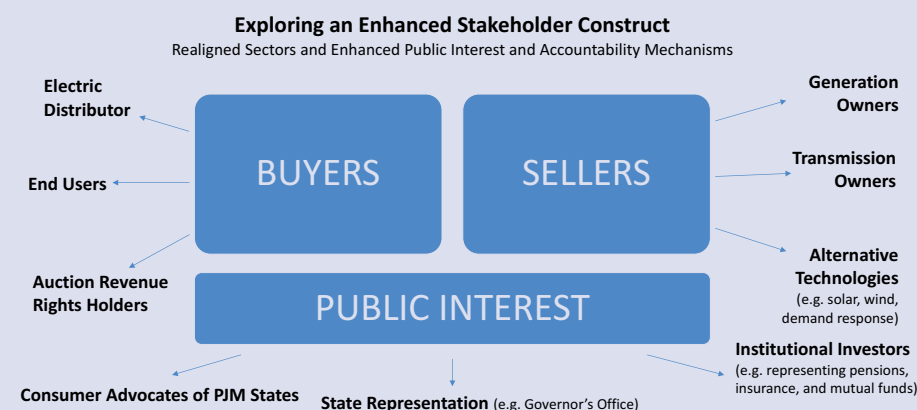 Exploring an Enhanced Stakeholder Construct
Realigned Sectors and Enhanced Public Interest and Accountability Mechanisms
Electric
Distributor
End Users
Auction Revenue
Rights Holders
BUYERS
SELLERS
Generation
Owners
Transmission
Owners
Alternative
Technologies
(e.g. solar, wind,
demand response)
PUBLIC INTEREST
Consumer Advocates of PJM States
State Representation (e.g. Governor's Office)
Institutional Investors
(e.g. representing pensions,
insurance, and mutual funds)